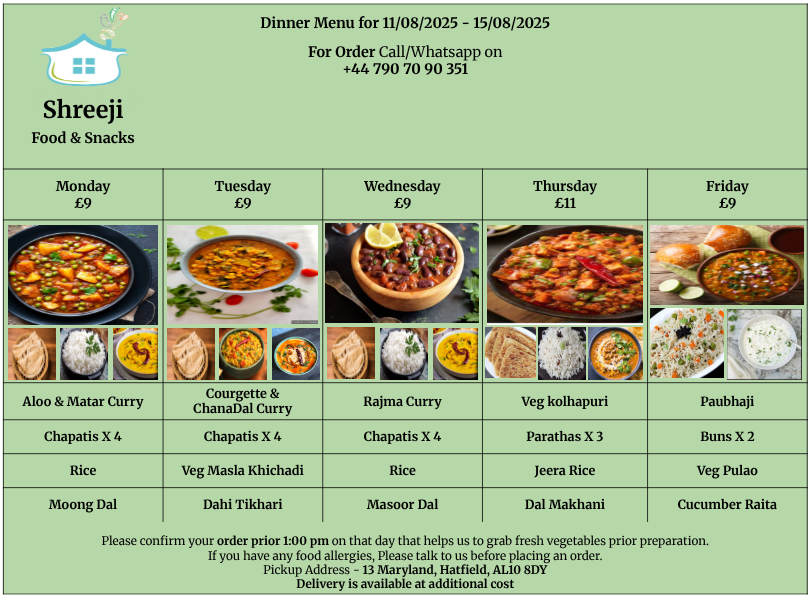 Dinner Menu for 11/08/2025 - 15/08/2025
For Order Call/Whatsapp on
+44 790 70 90 351
Shreeji
Food & Snacks
Monday
£9
Tuesday
£9
Wednesday
£9
Thursday
£11
Friday
£9
Aloo & Matar Curry
Courgette &
ChanaDal Curry
Rajma Curry
Veg kolhapuri
Paubhaji
Chapatis X 4
Chapatis X 4
Chapatis X 4
Parathas X 3
Buns X 2
Rice
Veg Masla Khichadi
Rice
Jeera Rice
Veg Pulao
Moong Dal
Dahi Tikhari
Masoor Dal
Dal Makhani
Cucumber Raita
Please confirm your order prior 1:00 pm on that day that helps us to grab fresh vegetables prior preparation.
If you have any food allergies, Please talk to us before placing an order.
Pickup Address - 13 Maryland, Hatfield, AL10 8DY
Delivery is available at additional cost